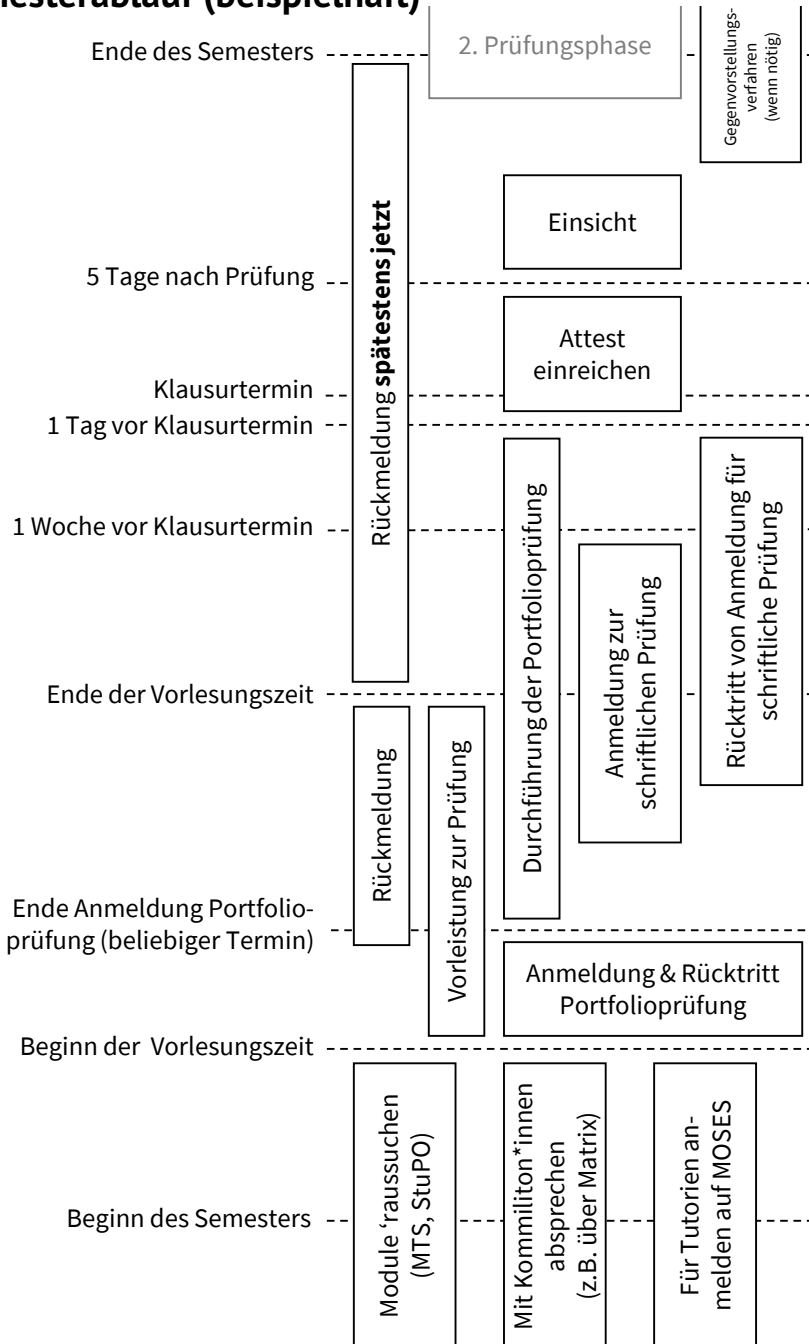 Ende des Semesters
2. Prüfungsphase
Gegenvorstellungs-
verfahren
(wenn nötig)
Rückmeldung spätestens jetzt
Einsicht
5 Tage nach Prüfung
Attest
einreichen
Klausurtermin
1 Tag vor Klausurtermin
1 Woche vor Klausurtermin
Durchführung der Portfolioprüfung
Anmeldung zur
schriftlichen Prüfung
Rücktritt von Anmeldung für
schriftliche Prüfung
Ende der Vorlesungszeit
Rückmeldung
Vorleistung zur Prüfung
Ende Anmeldung Portfolio-
prüfung (beliebiger Termin)
Anmeldung & Rücktritt
Portfolioprüfung
Beginn der Vorlesungszeit
Module ‘raussuchen
(MTS, StuPO)
Mit Kommiliton*innen
absprechen
(z.B. über Matrix)
Für Tutorien an-
melden auf MOSES
Beginn des Semesters